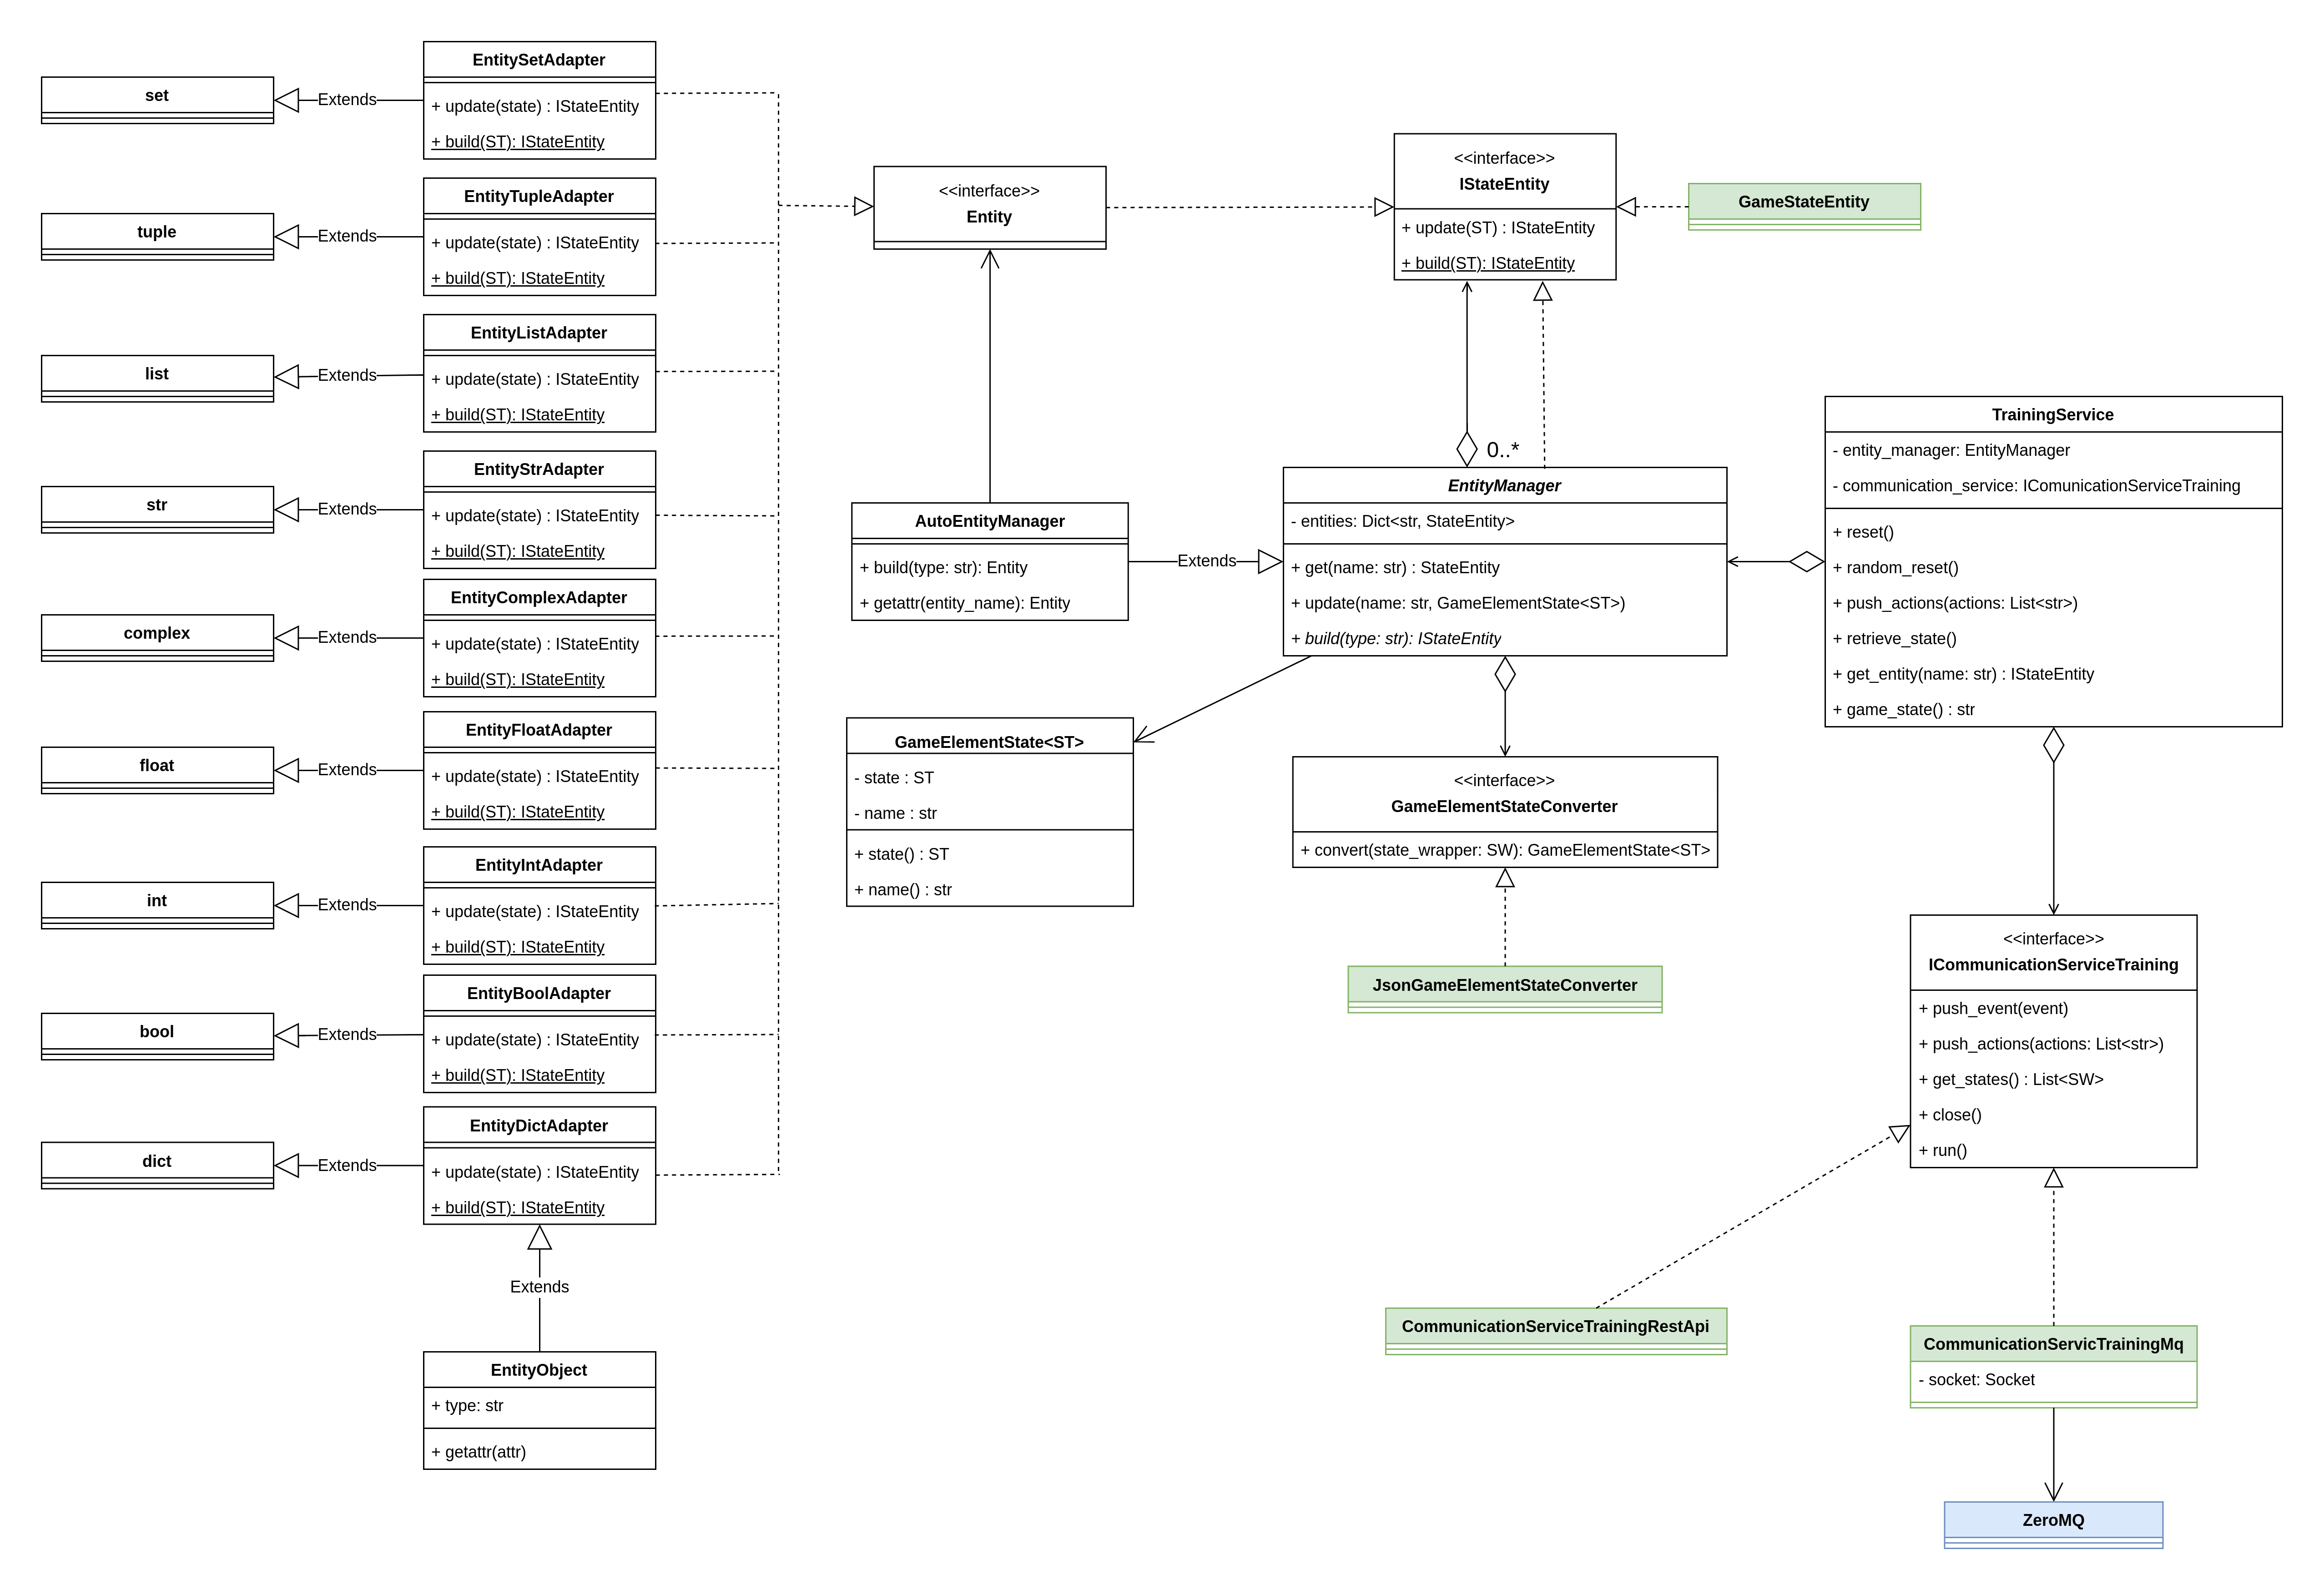 set
Extends
EntitySetAdapter
+ update(state) : IStateEntity
+ build(ST): IStateEntity
tuple
Extends
EntityTupleAdapter
+ update(state) : IStateEntity
+ build(ST): IStateEntity
list
Extends
EntityListAdapter
+ update(state) : IStateEntity
+ build(ST): IStateEntity
str
Extends
EntityStrAdapter
+ update(state) : IStateEntity
+ build(ST): IStateEntity
complex
Extends
EntityComplexAdapter
+ update(state) : IStateEntity
+ build(ST): IStateEntity
float
Extends
EntityFloatAdapter
+ update(state) : IStateEntity
+ build(ST): IStateEntity
int
Extends
EntityIntAdapter
+ update(state) : IStateEntity
+ build(ST): IStateEntity
bool
Extends
EntityBoolAdapter
+ update(state) : IStateEntity
+ build(ST): IStateEntity
dict
Extends
EntityDictAdapter
+ update(state) : IStateEntity
+ build(ST): IStateEntity
Extends
EntityObject
+ type: str
+ getattr(attr)
<<interface>>
Entity
AutoEntityManager
+ build(type: str): Entity
+ getattr(entity_name): Entity
Extends
GameElementState<ST>
- state : ST
- name : str
+ state() : ST
+ name() : str
<<interface>>
IStateEntity
+ update(ST) : IStateEntity
+ build(ST): IStateEntity
GameStateEntity
0..*
EntityManager
- entities: Dict<str, StateEntity>
+ get(name: str) : StateEntity
+ update(name: str, GameElementState<ST>)
+ build(type: str): IStateEntity
<<interface>>
GameElementStateConverter
+ convert(state_wrapper: SW): GameElementState<ST>
JsonGameElementStateConverter
TrainingService
- entity_manager: EntityManager
- communication_service: IComunicationServiceTraining
+ reset()
+ random_reset()
+ push_actions(actions: List<str>)
+ retrieve_state()
+ get_entity(name: str) : IStateEntity
+ game_state() : str
<<interface>>
ICommunicationServiceTraining
+ push_event(event)
+ push_actions(actions: List<str>)
+ get_states() : List<SW>
+ close()
+ run()
CommunicationServiceTrainingRestApi
CommunicationServicTrainingMq
- socket: Socket
ZeroMQ